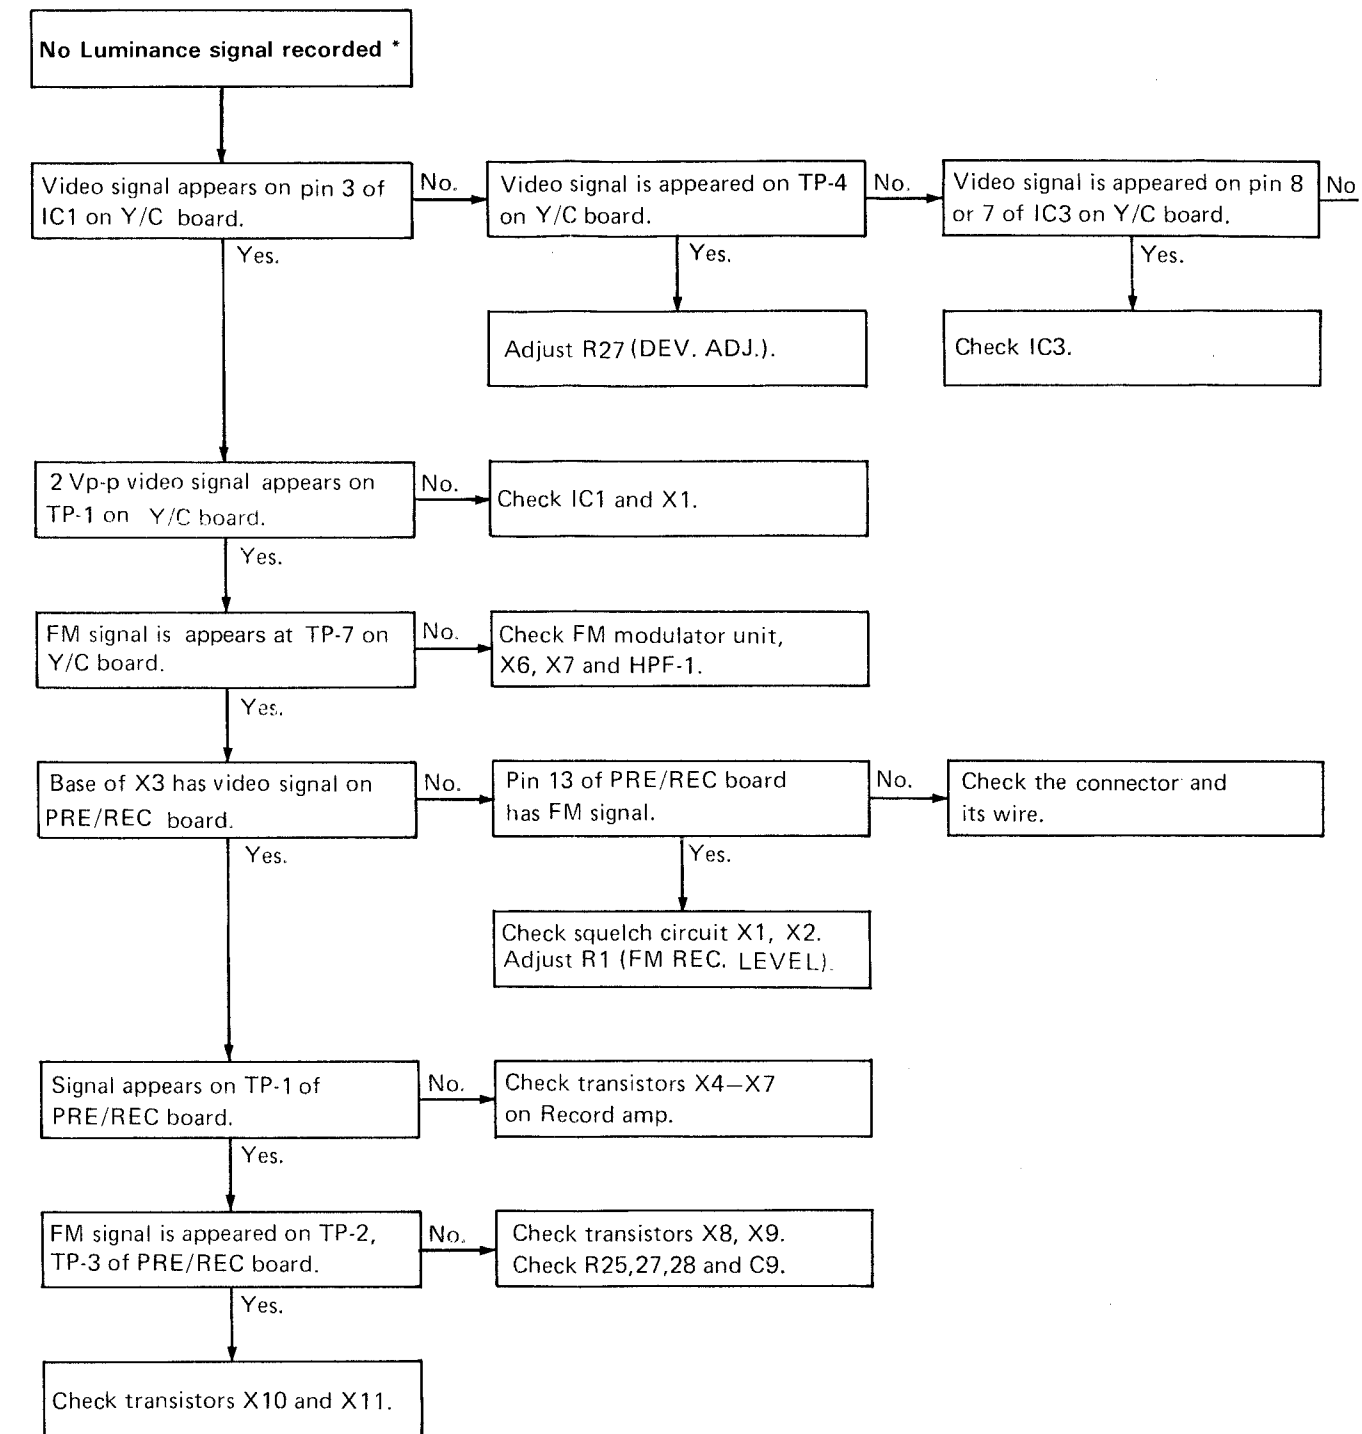 No Luminance signal recorded *
Video signal appears on pin 3 of
IC1 on Y/C board.
No.
Video signal is appeared on TP-4
on Y/C board.
No.
Video signal is appeared on pin 8
or 7 of IC3 on Y/C board.
No
Yes.
Yes.
Yes.
Adjust R27 (DEV. ADJ.).
Check IC3.
2 Vp-p video signal appears on
TP-1 on Y/C board.
No.
Check IC1 and X1.
Yes.
FM signal is appears at TP-7 on
Y/C board.
No.
Check FM modulator unit,
X6, X7 and HPF-1.
Yes.
Base of X3 has video signal on
PRE/REC board.
No.
Pin 13 of PRE/REC board
has FM signal.
No.
Check the connector and
its wire.
Yes.
Yes.
Check squelch circuit X1, X2.
Adjust R1 (FM REC. LEVEL).
Signal appears on TP-1 of
PRE/REC board.
No.
Check transistors X4–X7
on Record amp.
Yes.
FM signal is appeared on TP-2,
TP-3 of PRE/REC board.
No.
Check transistors X8, X9.
Check R25,27,28 and C9.
Yes.
Check transistors X10 and X11.